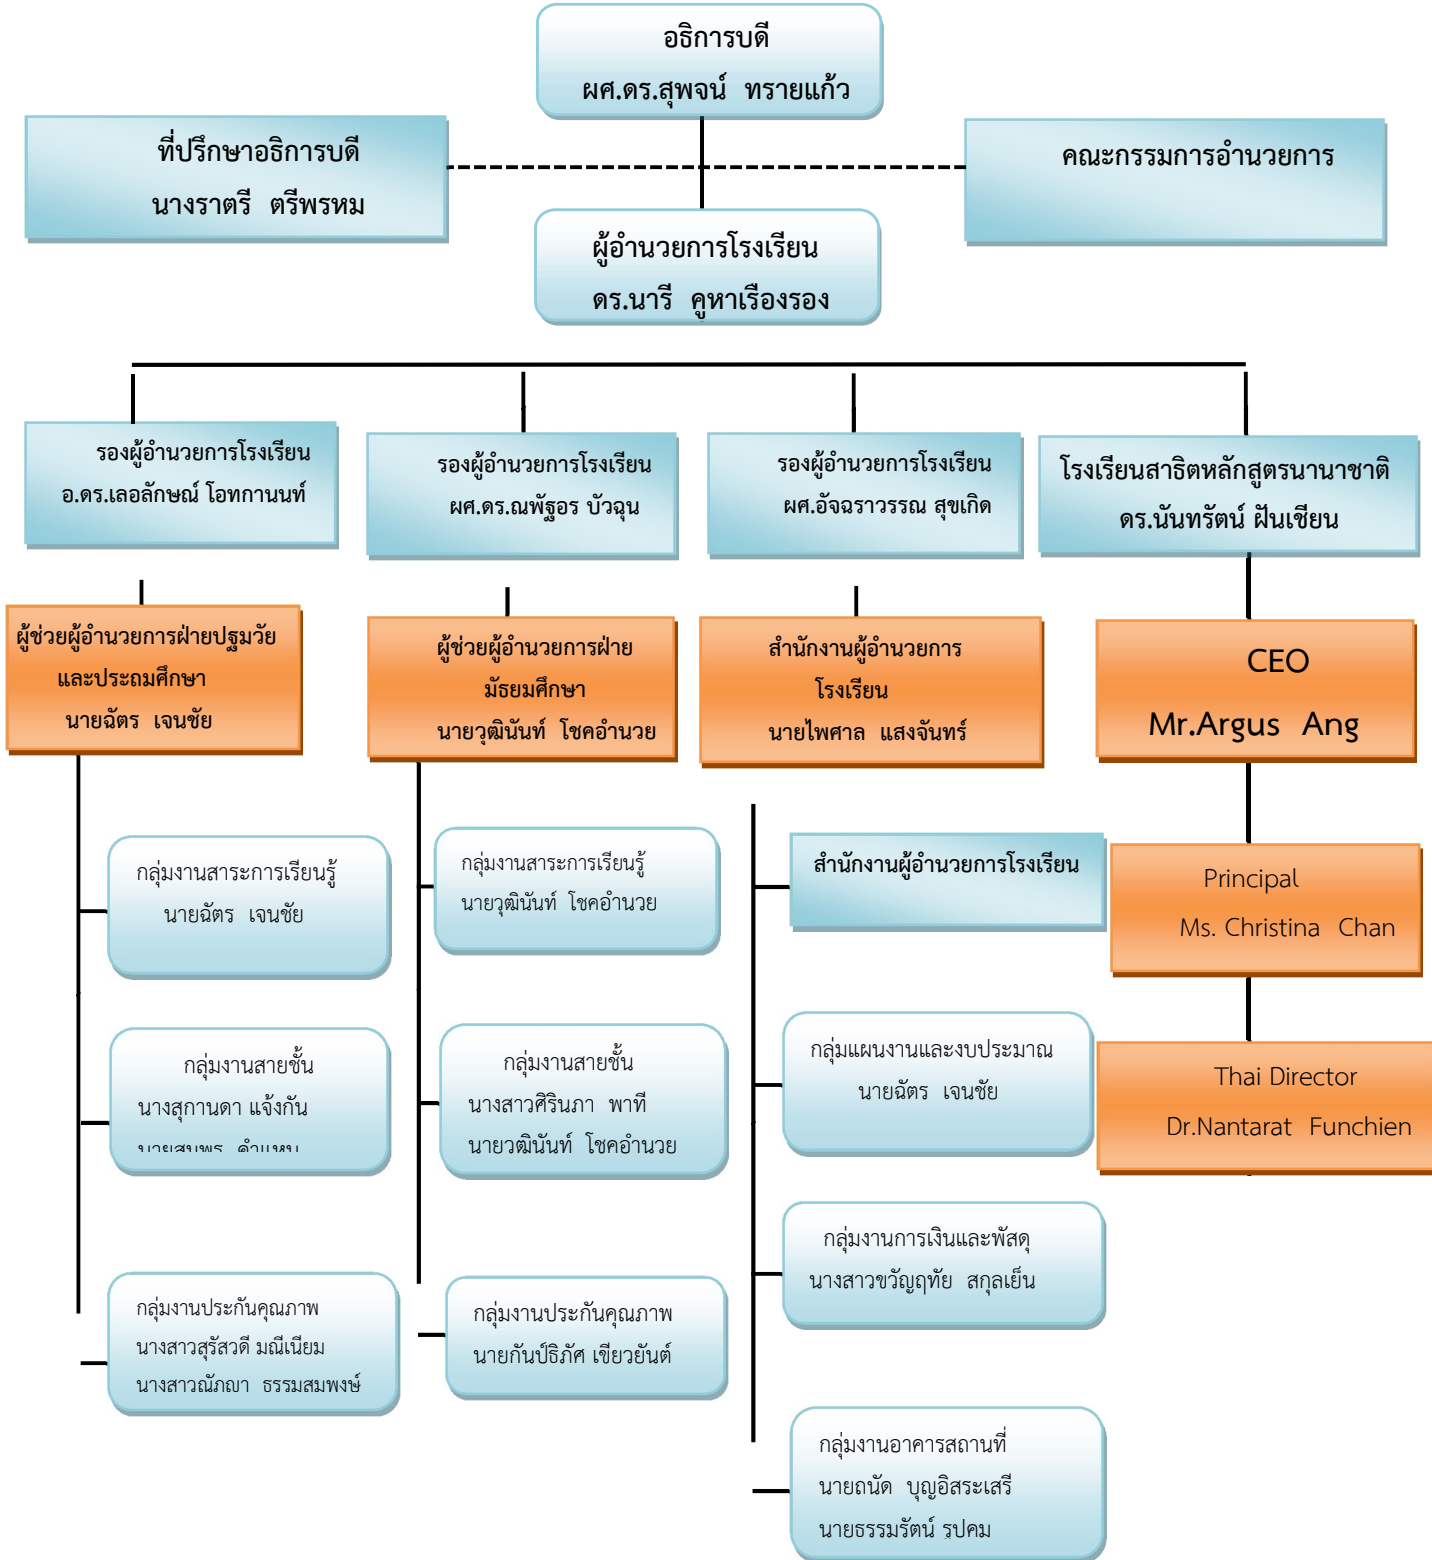 อธิการบดี
ผศ.ดร.สุพจน์ ทรายแก้ว
ที่ปรึกษาอธิการบดี
นางราตรี ตรีพรหม
คณะกรรมการอำนวยการ
ผู้อำนวยการโรงเรียน
ดร.นารี คูหาเรืองรอง
รองผู้อำนวยการโรงเรียน
อ.ดร.เลอลักษณ์ โอทกานนท์
รองผู้อำนวยการโรงเรียน
ผศ.ดร.ณพัฐอร บัวฉุน
รองผู้อำนวยการโรงเรียน
ผศ.อัจฉราวรรณ สุขเกิด
โรงเรียนสาธิตหลักสูตรนานาชาติ
ดร.นันทรัตน์ ฝันเชียน
ผู้ช่วยผู้อำนวยการฝ่ายปฐมวัย
และประถมศึกษา
นายฉัตร เจนชัย
ผู้ช่วยผู้อำนวยการฝ่าย
มัธยมศึกษา
นายวุฒินันท์ โชคอำนวย
สำนักงานผู้อำนวยการ
โรงเรียน
นายไพศาล แสงจันทร์
CEO
Mr.Argus Ang
กลุ่มงานสาระการเรียนรู้
นายฉัตร เจนชัย
กลุ่มงานสาระการเรียนรู้
นายวุฒินันท์ โชคอำนวย
สำนักงานผู้อำนวยการโรงเรียน
Principal
Ms. Christina Chan
กลุ่มงานสายชั้น
นางสุกานดา แจ้งกัน
กลุ่มงานสายชั้น
นางสาวศิรินภา พาที
นายวุฒินันท์ โชคอำนวย
กลุ่มแผนงานและงบประมาณ
นายฉัตร เจนชัย
Thai Director
Dr.Nantarat Funchien
กลุ่มงานการเงินและพัสดุ
นางสาวขวัญฤทัย สกุลเย็น
กลุ่มงานประกันคุณภาพ
นางสาวสุรัสวดี มณีเนียม
นางสาวณัภญา ธรรมสมพงษ์
กลุ่มงานประกันคุณภาพ
นายกันป์ธิภัศ เขียวยันต์
กลุ่มงานอาคารสถานที่
นายถนัด บุญอิสระเสรี
นายธรรมรัตน์